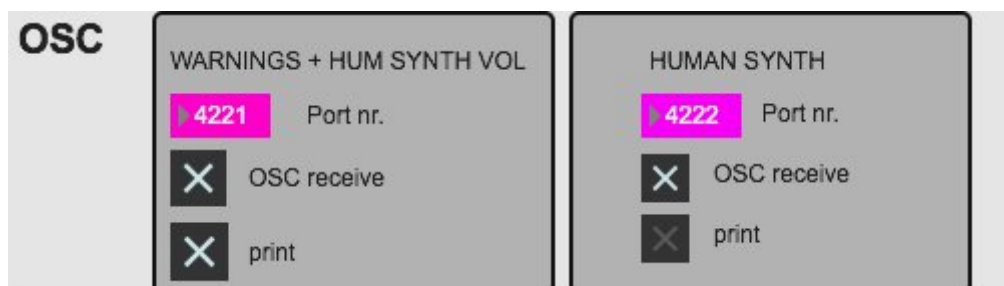 OSC
WARNINGS + HUM SYNTH VOL
4221 Port nr.
OSC receive
print
HUMAN SYNTH
4222 Port nr.
OSC receive
print